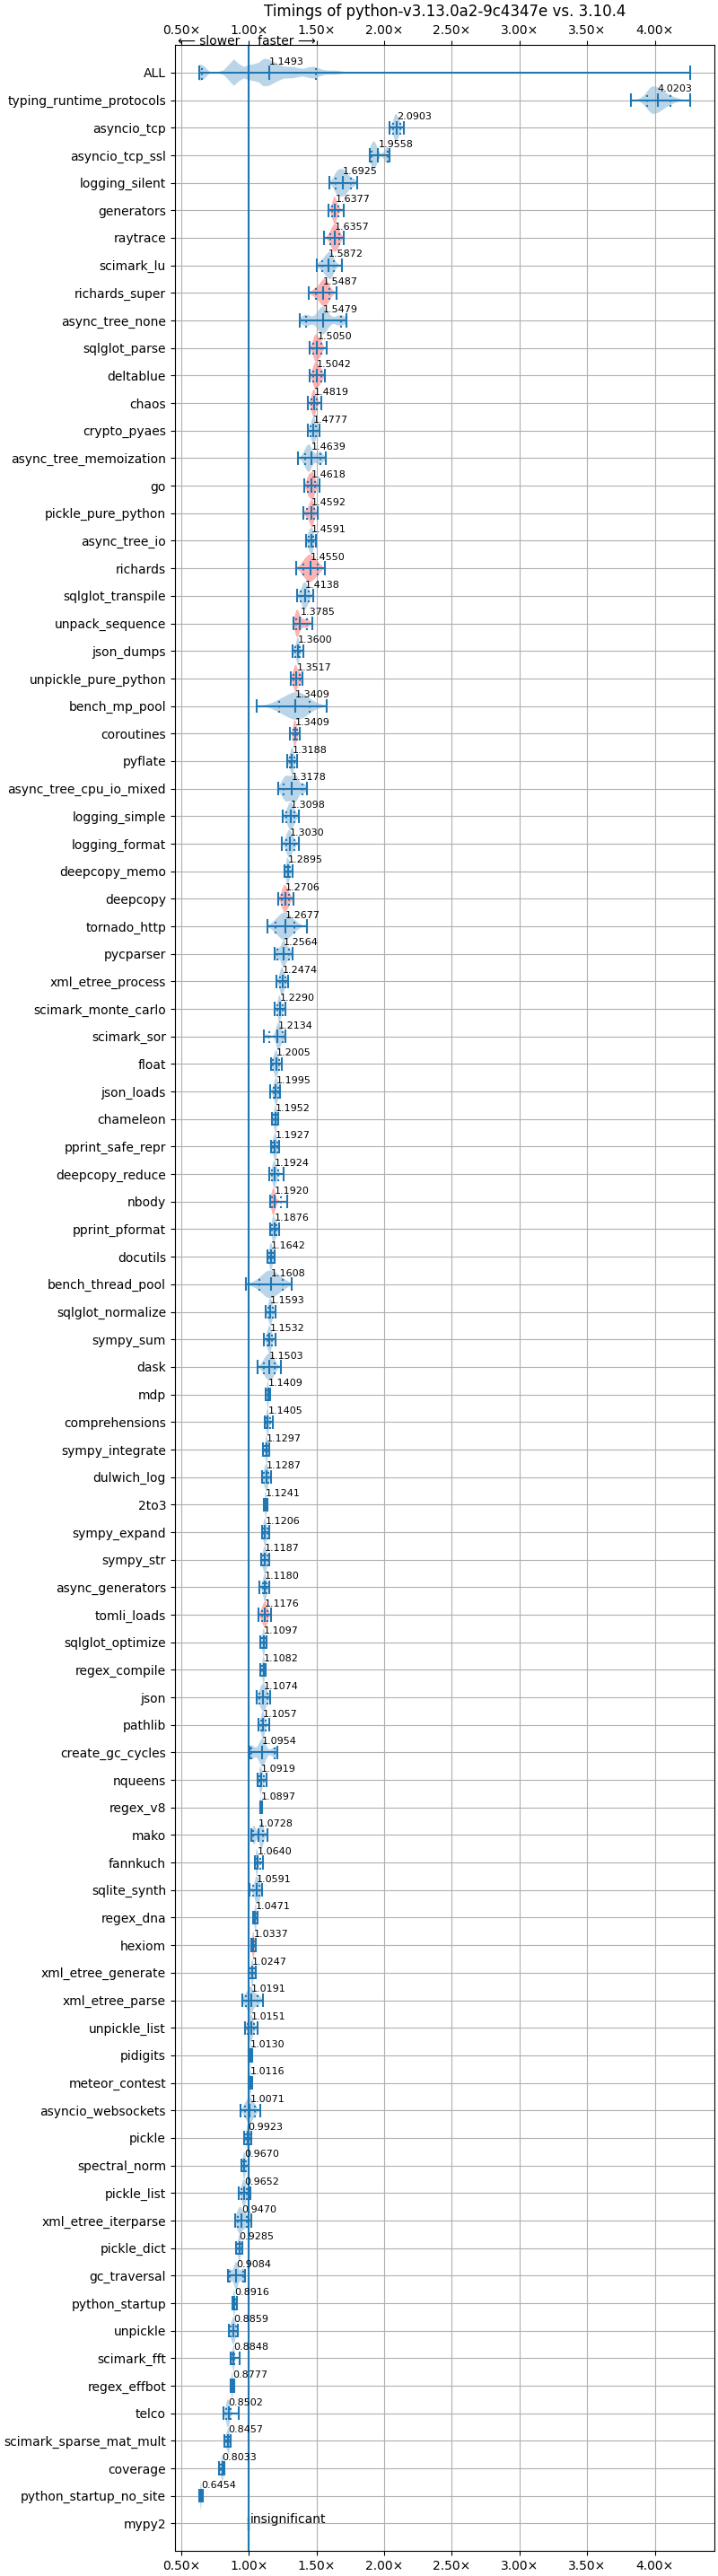 Timings of python-v3.13.0a2-9c4347e vs. 3.10.4
0.50× 1.00× 1.50× 2.00× 2.50× 3.00× 3.50× 4.00×
⟵ slower faster ⟶
ALL 1.1493
typing_runtime_protocols 4.0203
asyncio_tcp 2.0903
asyncio_tcp_ssl 1.9558
logging_silent 1.6925
generators 1.6377
raytrace 1.6357
scimark_lu 1.5872
richards_super 1.5487
async_tree_none 1.5479
sqlglot_parse 1.5050
deltablue 1.5042
chaos 1.4819
crypto_pyaes 1.4777
async_tree_memoization 1.4639
go 1.4618
pickle_pure_python 1.4592
async_tree_io 1.4591
richards 1.4550
sqlglot_transpile 1.4138
unpack_sequence 1.3785
json_dumps 1.3600
unpickle_pure_python 1.3517
bench_mp_pool 1.3409
coroutines 1.3409
pyflate 1.3188
async_tree_cpu_io_mixed 1.3178
logging_simple 1.3098
logging_format 1.3030
deepcopy_memo 1.2895
deepcopy 1.2706
tornado_http 1.2677
pycparser 1.2564
xml_etree_process 1.2474
scimark_monte_carlo 1.2290
scimark_sor 1.2134
float 1.2005
json_loads 1.1995
chameleon 1.1952
pprint_safe_repr 1.1927
deepcopy_reduce 1.1924
nbody 1.1920
pprint_pformat 1.1876
docutils 1.1642
bench_thread_pool 1.1608
sqlglot_normalize 1.1593
sympy_sum 1.1532
dask 1.1503
mdp 1.1409
comprehensions 1.1405
sympy_integrate 1.1297
dulwich_log 1.1287
2to3 1.1241
sympy_expand 1.1206
sympy_str 1.1187
async_generators 1.1180
tomli_loads 1.1176
sqlglot_optimize 1.1097
regex_compile 1.1082
json 1.1074
pathlib 1.1057
create_gc_cycles 1.0954
nqueens 1.0919
regex_v8 1.0897
mako 1.0728
fannkuch 1.0640
sqlite_synth 1.0591
regex_dna 1.0471
hexiom 1.0337
xml_etree_generate 1.0247
xml_etree_parse 1.0191
unpickle_list 1.0151
pidigits 1.0130
meteor_contest 1.0116
asyncio_websockets 1.0071
pickle 0.9923
spectral_norm 0.9670
pickle_list 0.9652
xml_etree_iterparse 0.9470
pickle_dict 0.9285
gc_traversal 0.9084
python_startup 0.8916
unpickle 0.8859
scimark_fft 0.8848
regex_effbot 0.8777
telco 0.8502
scimark_sparse_mat_mult 0.8457
coverage 0.8033
python_startup_no_site 0.6454
mypy2 insignificant
0.50× 1.00× 1.50× 2.00× 2.50× 3.00× 3.50× 4.00×